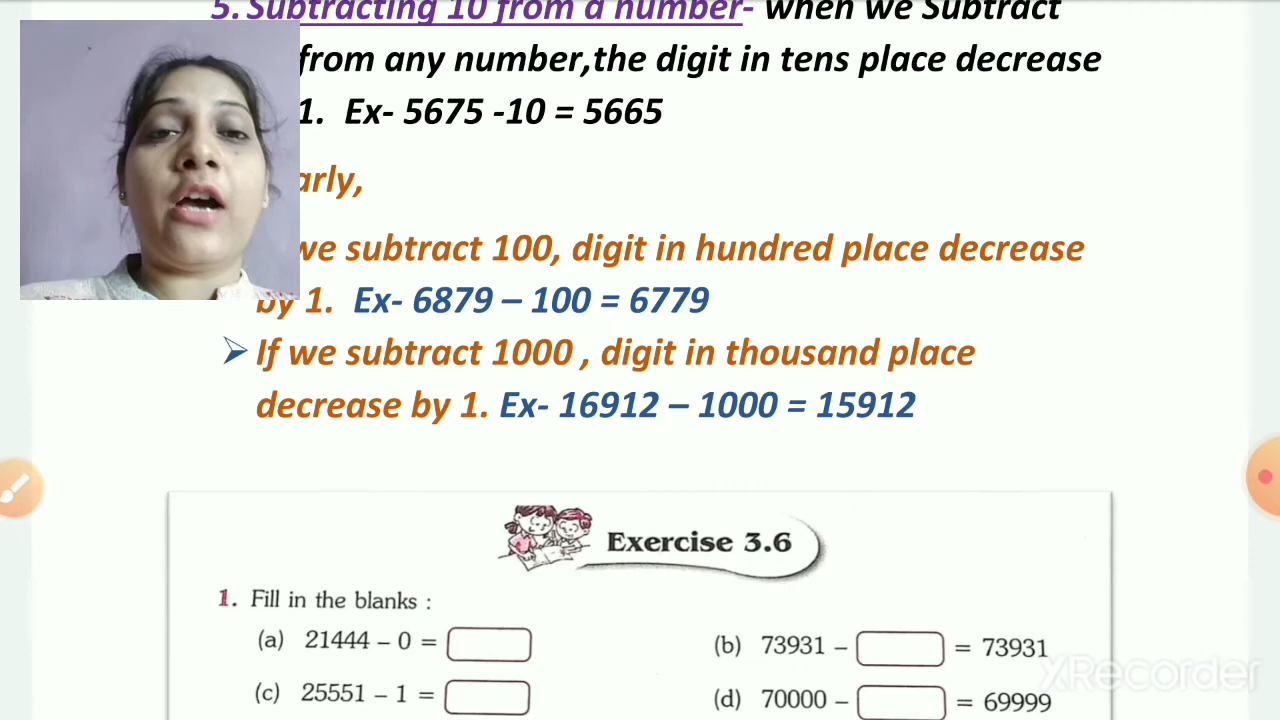 5. Subtracting 10 from a number- when we Subtract
from any number,the digit in tens place decrease
1. Ex- 5675 -10 = 5665
arly,
we subtract 100, digit in hundred place decrease
by 1. Ex- 6879 – 100 = 6779
➢ If we subtract 1000 , digit in thousand place
decrease by 1. Ex- 16912 – 1000 = 15912
Exercise 3.6
1. Fill in the blanks :
(a) 21444 – 0 =
(b) 73931 – = 73931
(c) 25551 – 1 =
(d) 70000 – = 69999
XRecorder